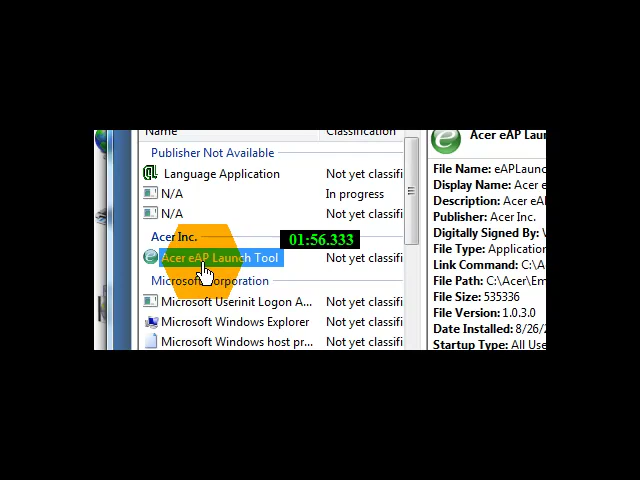 Name Classification
Publisher Not Available
Language Application Not yet classifi
N/A In progress
N/A Not yet classifi
Acer Inc.
01:56.333
Acer eAP Launch Tool Not yet classifi
Microsoft Corporation
Microsoft Userinit Logon A... Not yet classifi
Microsoft Windows Explorer Not yet classifi
Microsoft Windows host pr... Not yet classifi
Acer eAP Lau
File Name: eAPLaunc
Display Name: Acer e
Description: Acer eAl
Publisher: Acer Inc.
Digitally Signed By: V
File Type: Application
Link Command: C:\A
File Path: C:\Acer\Em
File Size: 535336
File Version: 1.0.3.0
Date Installed: 8/26/2
Startup Type: All Use